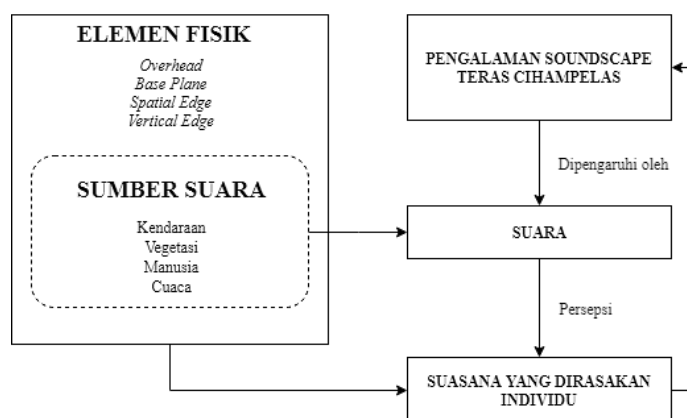 ELEMEN FISIK
Overhead
Base Plane
Spatial Edge
Vertical Edge
SUMBER SUARA
Kendaraan
Vegetasi
Manusia
Cuaca
PENGALAMAN SOUNDSCAPE
TERAS CIHAMPELAS
Dipengaruhi oleh
SUARA
Persepsi
SUASANA YANG DIRASAKAN
INDIVIDU